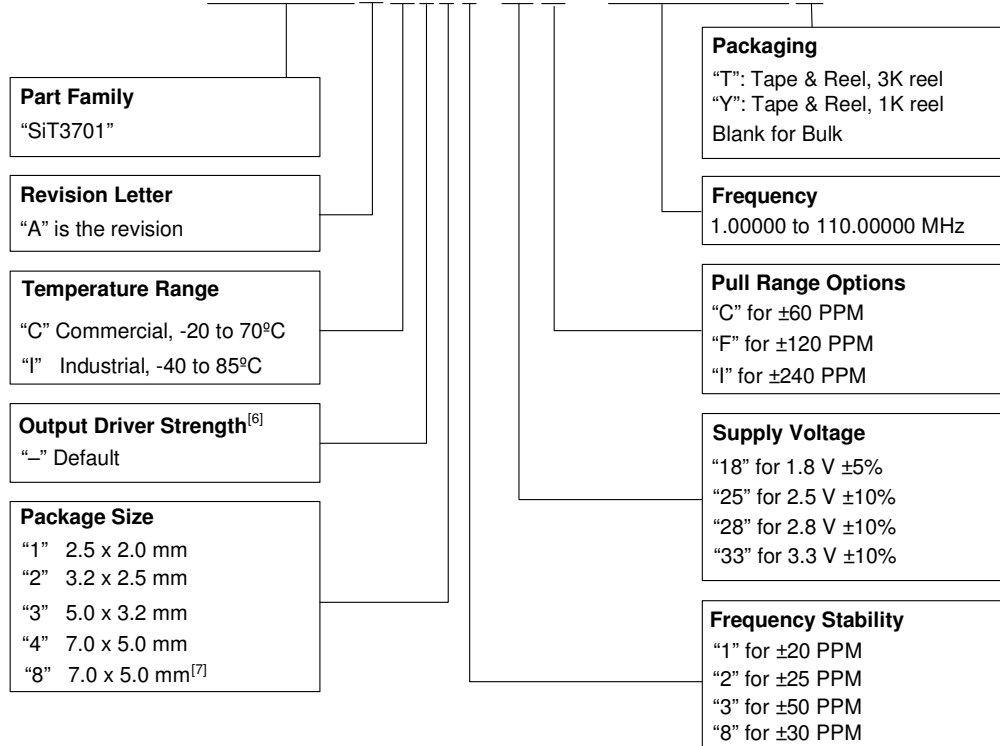 Part Family
“SiT3701”
Revision Letter
“A” is the revision
Temperature Range
“C” Commercial, -20 to 70ºC
“I” Industrial, -40 to 85ºC
Output Driver Strength[6]
“–” Default
Package Size
“1” 2.5 x 2.0 mm
“2” 3.2 x 2.5 mm
“3” 5.0 x 3.2 mm
“4” 7.0 x 5.0 mm
“8” 7.0 x 5.0 mm[7]
Packaging
“T”: Tape & Reel, 3K reel
“Y”: Tape & Reel, 1K reel
Blank for Bulk
Frequency
1.00000 to 110.00000 MHz
Pull Range Options
“C” for ±60 PPM
“F” for ±120 PPM
“I” for ±240 PPM
Supply Voltage
“18” for 1.8 V ±5%
“25” for 2.5 V ±10%
“28” for 2.8 V ±10%
“33” for 3.3 V ±10%
Frequency Stability
“1” for ±20 PPM
“2” for ±25 PPM
“3” for ±50 PPM
“8” for ±30 PPM